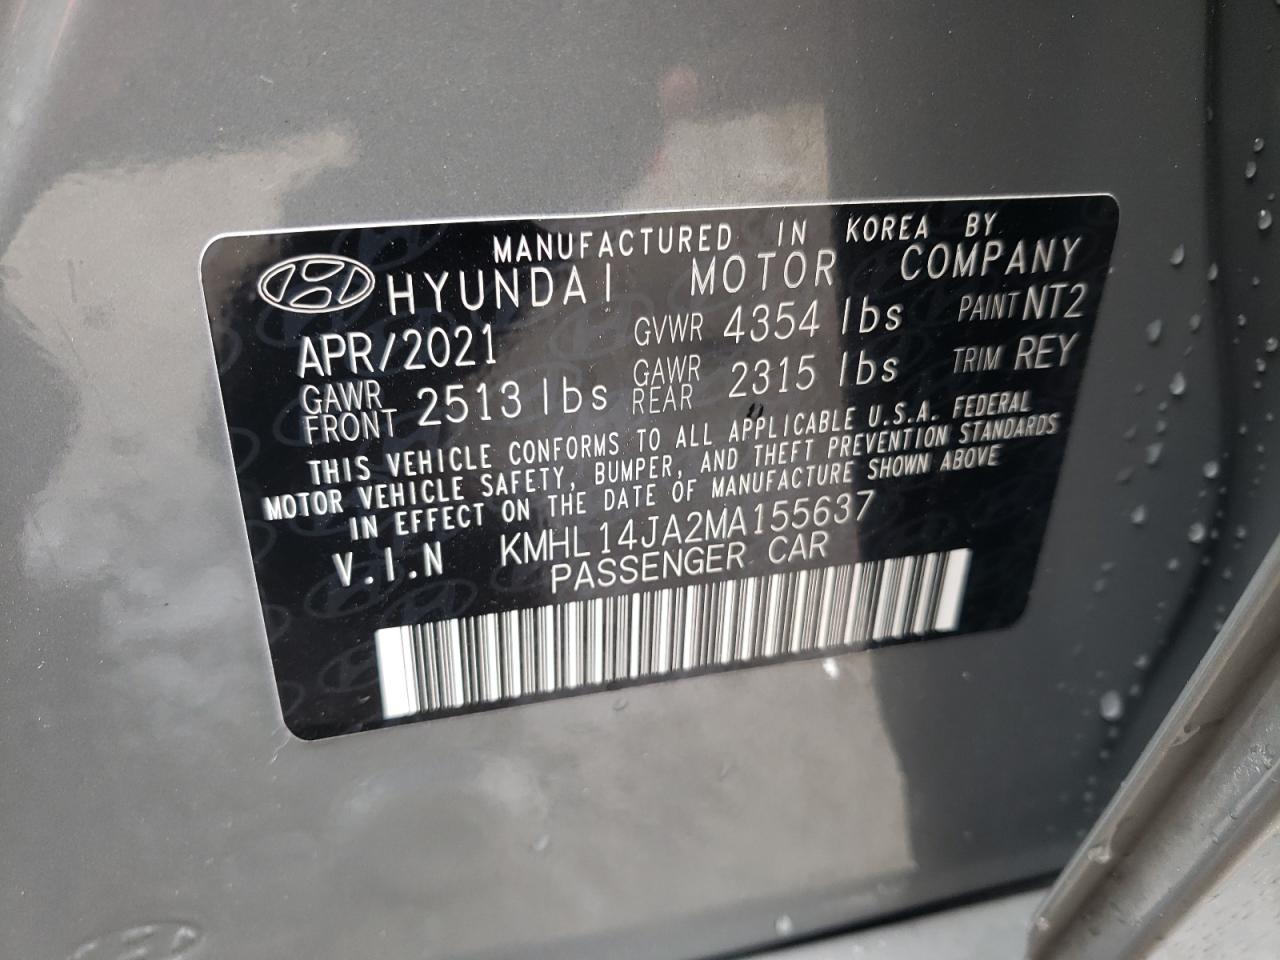 MANUFACTURED IN KOREA BY
HYUNDAI MOTOR COMPANY
APR/2021 GVWR 4354 lbs PAINT NT2
GAWR FRONT 2513 lbs GAWR REAR 2315 lbs TRIM REY
THIS VEHICLE CONFORMS TO ALL APPLICABLE U.S.A. FEDERAL
MOTOR VEHICLE SAFETY, BUMPER, AND THEFT PREVENTION STANDARDS
IN EFFECT ON THE DATE OF MANUFACTURE SHOWN ABOVE
V.I.N KMHL14JA2MA155637
PASSENGER CAR